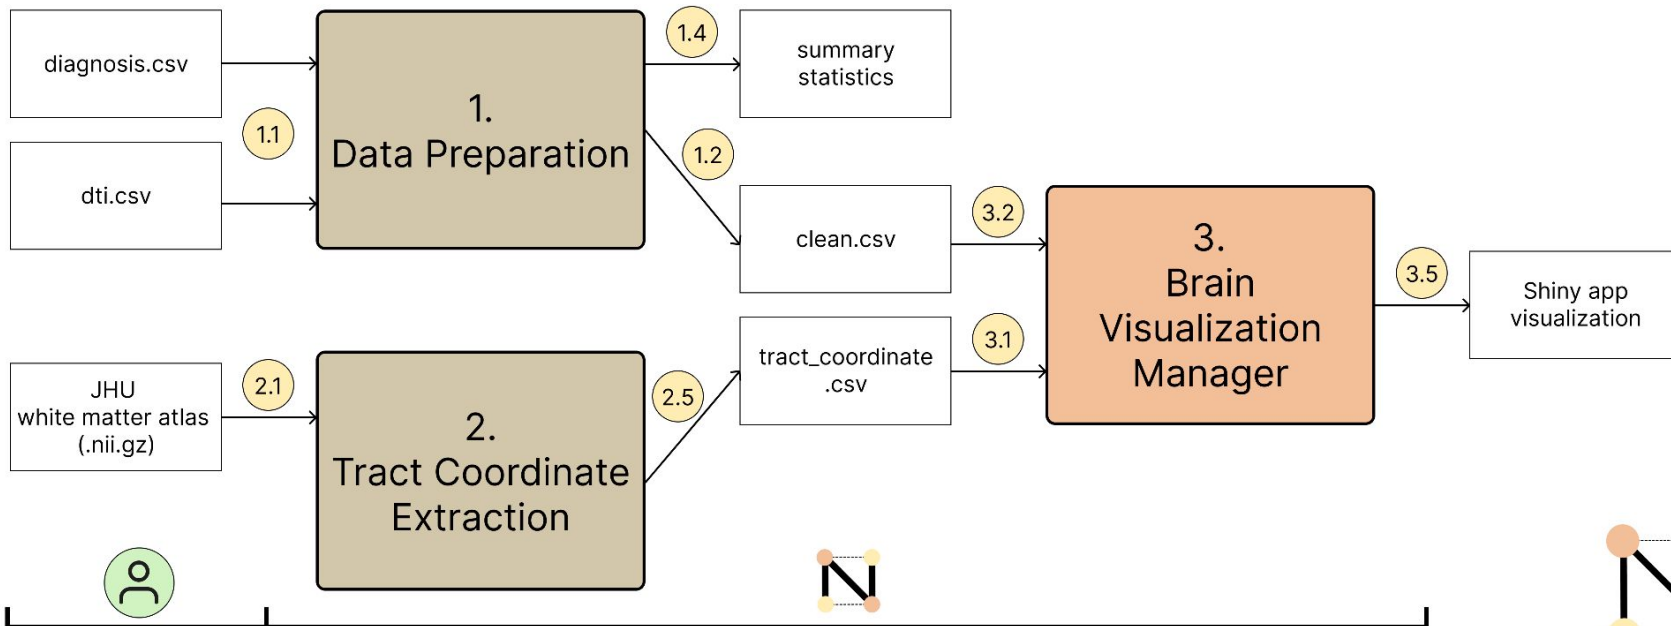 diagnosis.csv
1.1
dti.csv
1.
Data Preparation
1.4
summary
statistics
1.2
clean.csv
3.2
3.
Brain
Visualization
Manager
3.5
Shiny app
visualization
JHU
white matter atlas
(.nii.gz)
2.1
2.
Tract Coordinate
Extraction
2.5
tract_coordinate
.csv
3.1